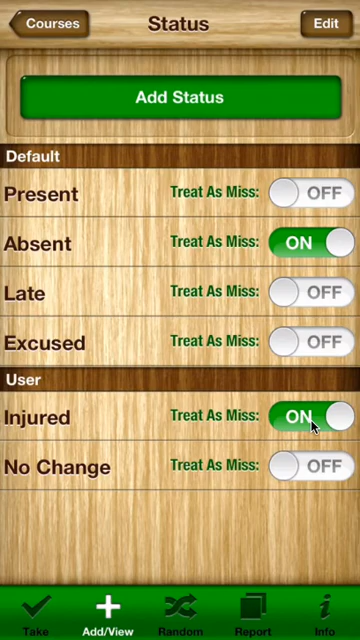 Courses Status Edit
Add Status
Default
Present Treat As Miss: OFF
Absent Treat As Miss: ON
Late Treat As Miss: OFF
Excused Treat As Miss: OFF
User
Injured Treat As Miss: ON
No Change Treat As Miss: OFF
Take Add/View Random Report Info